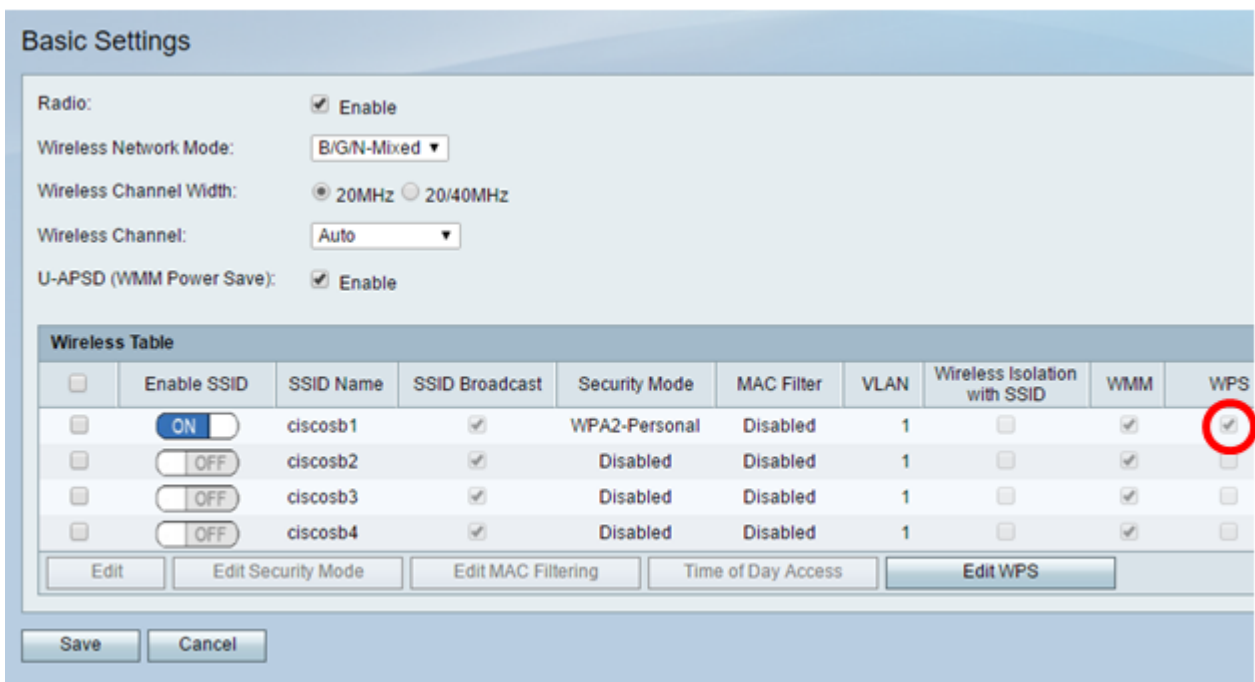 Basic Settings
Radio: Enable
Wireless Network Mode: B/G/N-Mixed
Wireless Channel Width: 20MHz 20/40MHz
Wireless Channel: Auto
U-APSD (WMM Power Save): Enable
Wireless Table
Enable SSID SSID Name SSID Broadcast Security Mode MAC Filter VLAN Wireless Isolation with SSID WMM WPS
ON ciscosb1 WPA2-Personal Disabled 1
OFF ciscosb2 Disabled Disabled 1
OFF ciscosb3 Disabled Disabled 1
OFF ciscosb4 Disabled Disabled 1
Edit Edit Security Mode Edit MAC Filtering Time of Day Access Edit WPS
Save Cancel